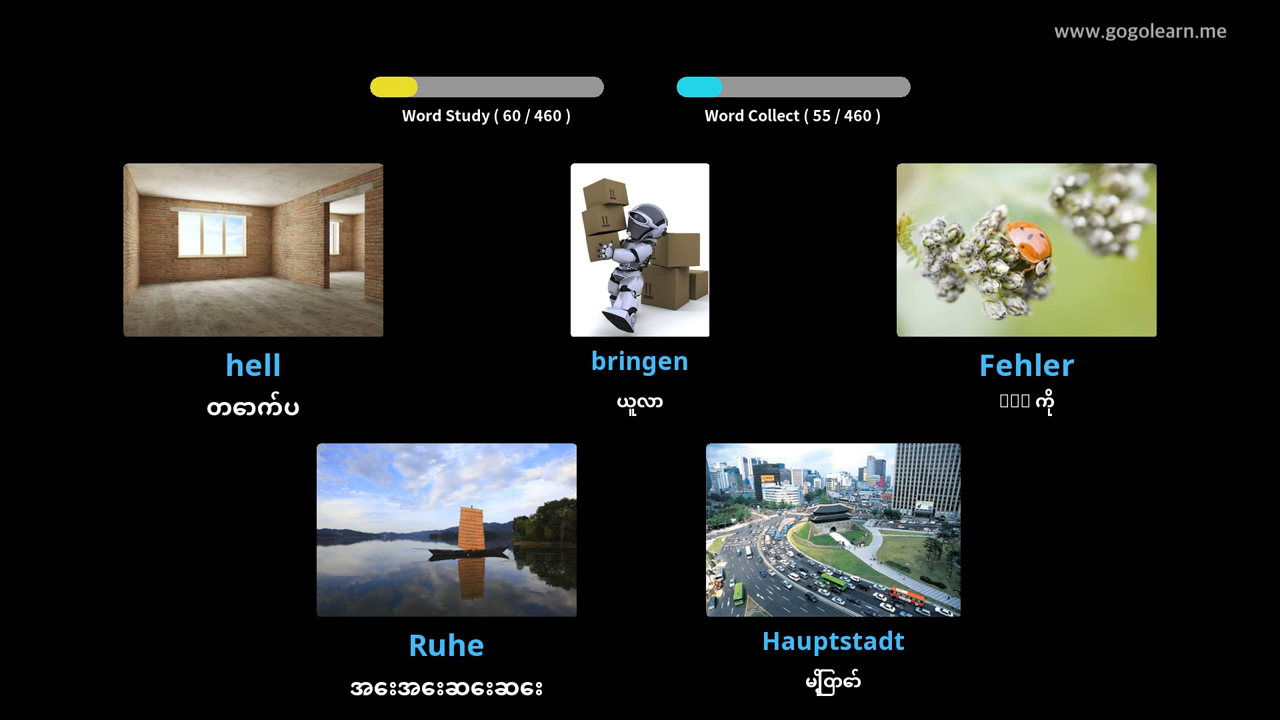 www.gogolearn.me
Word Study ( 60 / 460 )
Word Collect ( 55 / 460 )
hell
တောက်ပ
bringen
ယူလာ
Fehler
ကို
Ruhe
အေးအေးဆေးဆေး
Hauptstadt
မြို့တော်